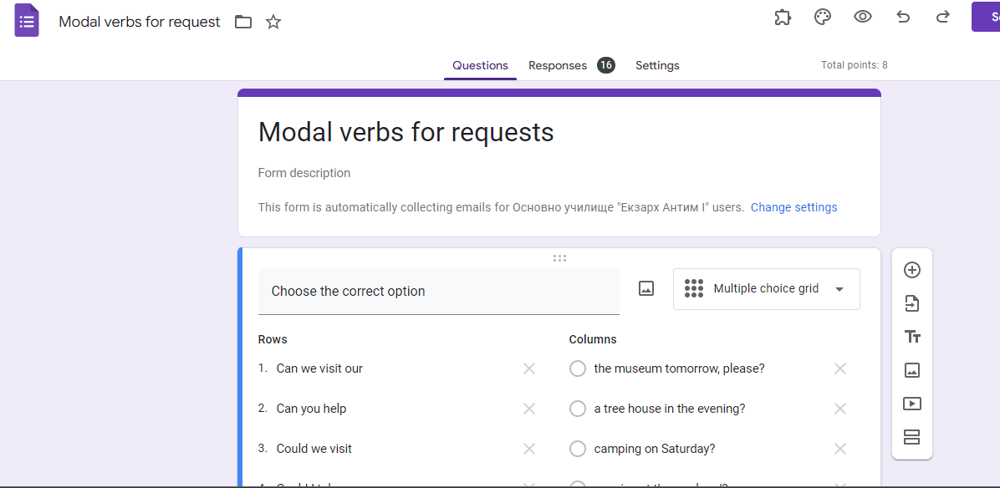 Modal verbs for request
Se
Questions
Responses 16
Settings
Total points: 8
Modal verbs for requests
Form description
This form is automatically collecting emails for Основно училище "Екзарх Антим I" users. Change settings
Choose the correct option
Multiple choice grid
Rows
Columns
1. Can we visit our
the museum tomorrow, please?
2. Can you help
a tree house in the evening?
3. Could we visit
camping on Saturday?